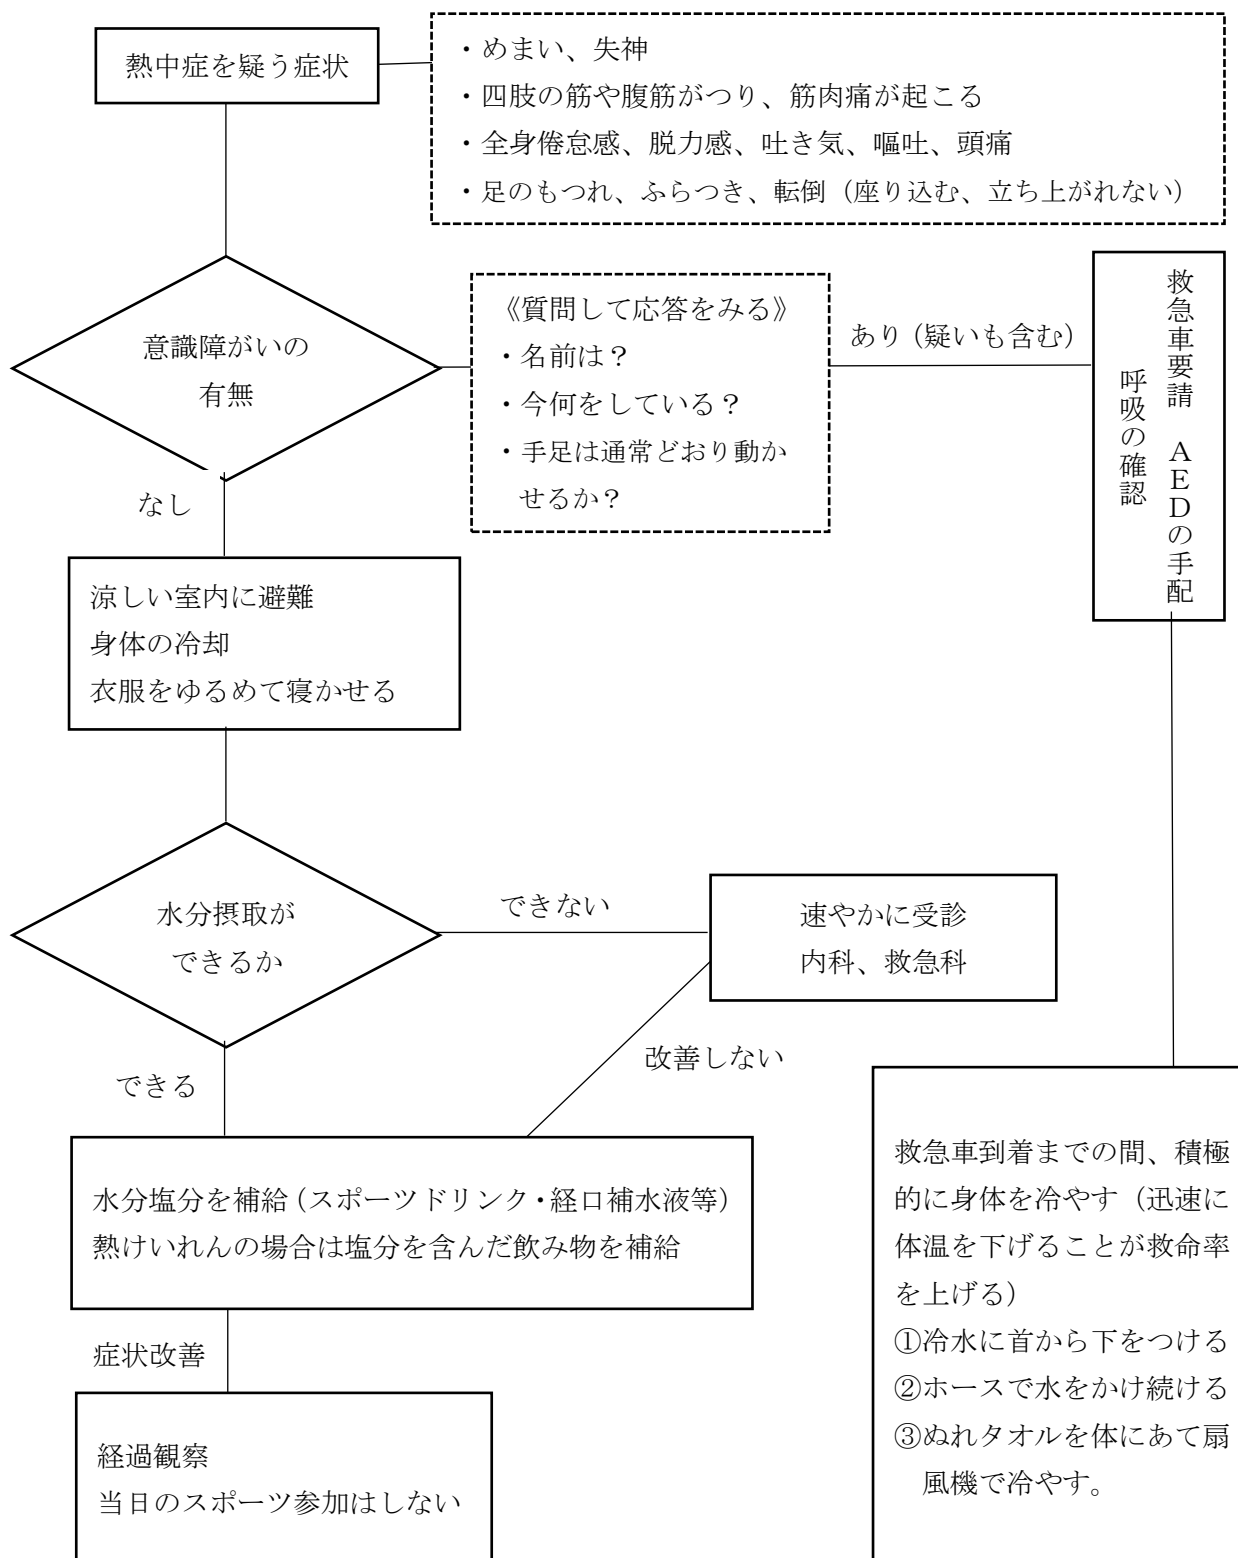 熱中症を疑う症状
・めまい、失神
・四肢の筋や腹筋がつり、筋肉痛が起こる
・全身倦怠感、脱力感、吐き気、嘔吐、頭痛
・足のもつれ、ふらつき、転倒（座り込む、立ち上がれない）
意識障がいの
有無
《質問して応答をみる》
・名前は？
・今何をしている？
・手足は通常どおり動か
せるか？
あり（疑いも含む）
救急車要請　ＡＥＤの手配
呼吸の確認
なし
涼しい室内に避難
身体の冷却
衣服をゆるめて寝かせる
水分摂取が
できるか
できない
速やかに受診
内科、救急科
改善しない
できる
水分塩分を補給（スポーツドリンク・経口補水液等）
熱けいれんの場合は塩分を含んだ飲み物を補給
症状改善
経過観察
当日のスポーツ参加はしない
救急車到着までの間、積極
的に身体を冷やす（迅速に
体温を下げることが救命率
を上げる）
①冷水に首から下をつける
②ホースで水をかけ続ける
③ぬれタオルを体にあて扇
風機で冷やす。